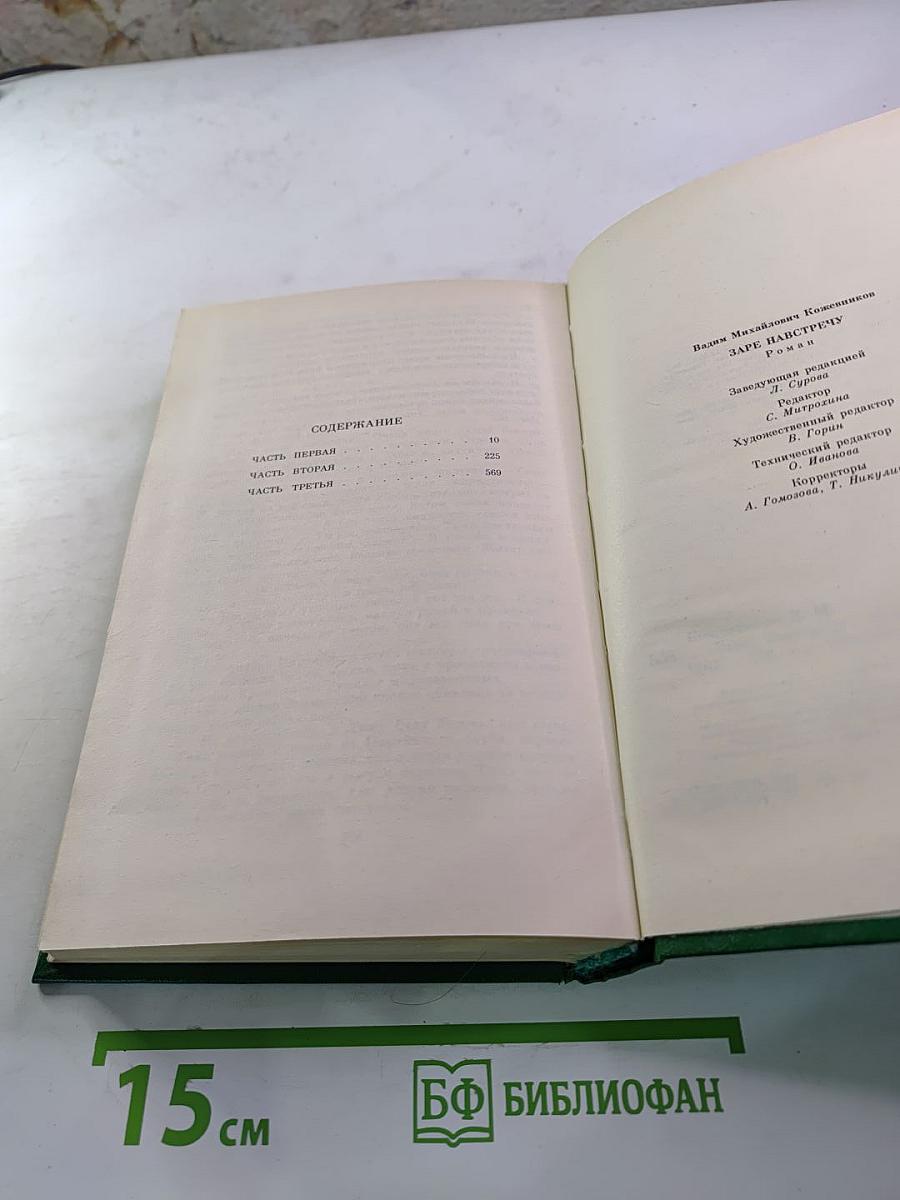 СОДЕРЖАНИЕ
ЧАСТЬ ПЕРВАЯ . . . . . . . . . . 10
ЧАСТЬ ВТОРАЯ . . . . . . . . . . 225
ЧАСТЬ ТРЕТЬЯ . . . . . . . . . . 569
Вадим Михайлович Кожевников
ЗАРЕ НАВСТРЕЧУ
Роман
Заведующая редакцией
Л. Сурова
Редактор
С. Митрохина
Художественный редактор
В. Горин
Технический редактор
О. Иванова
Корректоры
А. Гомозова, Т.
15 см
БФ БИБЛИОФАН